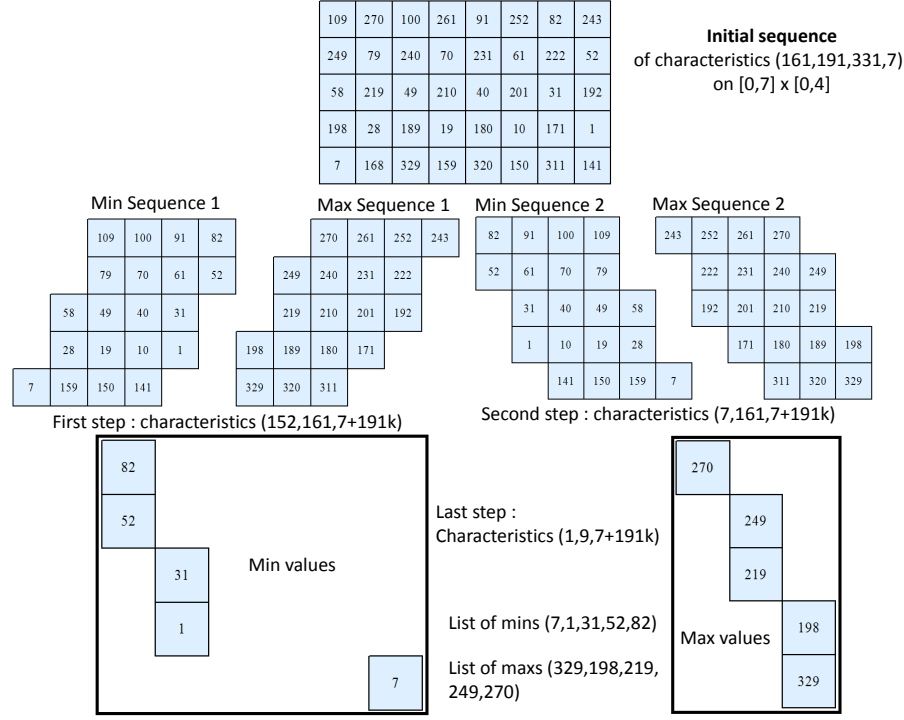 109 270 100 261 91 252 82 243
249 79 240 70 231 61 222 52
58 219 49 210 40 201 31 192
198 28 189 19 180 10 171 1
7 168 329 159 320 150 311 141
Initial sequence
of characteristics (161,191,331,7)
on [0,7] x [0,4]
Min Sequence 1
109 100 91 82
79 70 61 52
58 49 40 31
28 19 10 1
7 159 150 141
Max Sequence 1
270 261 252 243
249 240 231 222
219 210 201 192
198 189 180 171
329 320 311
First step : characteristics (152,161,7+191k)
Min Sequence 2
82 91 100 109
52 61 70 79
31 40 49 58
1 10 19 28
141 150 159 7
Max Sequence 2
243 252 261 270
222 231 240 249
192 201 210 219
171 180 189 198
311 320 329
Second step : characteristics (7,161,7+191k)
82
52
31
1
7
Min values
Last step :
Characteristics (1,9,7+191k)
List of mins (7,1,31,52,82)
List of maxs (329,198,219,
249,270)
270
249
219
198
329
Max values